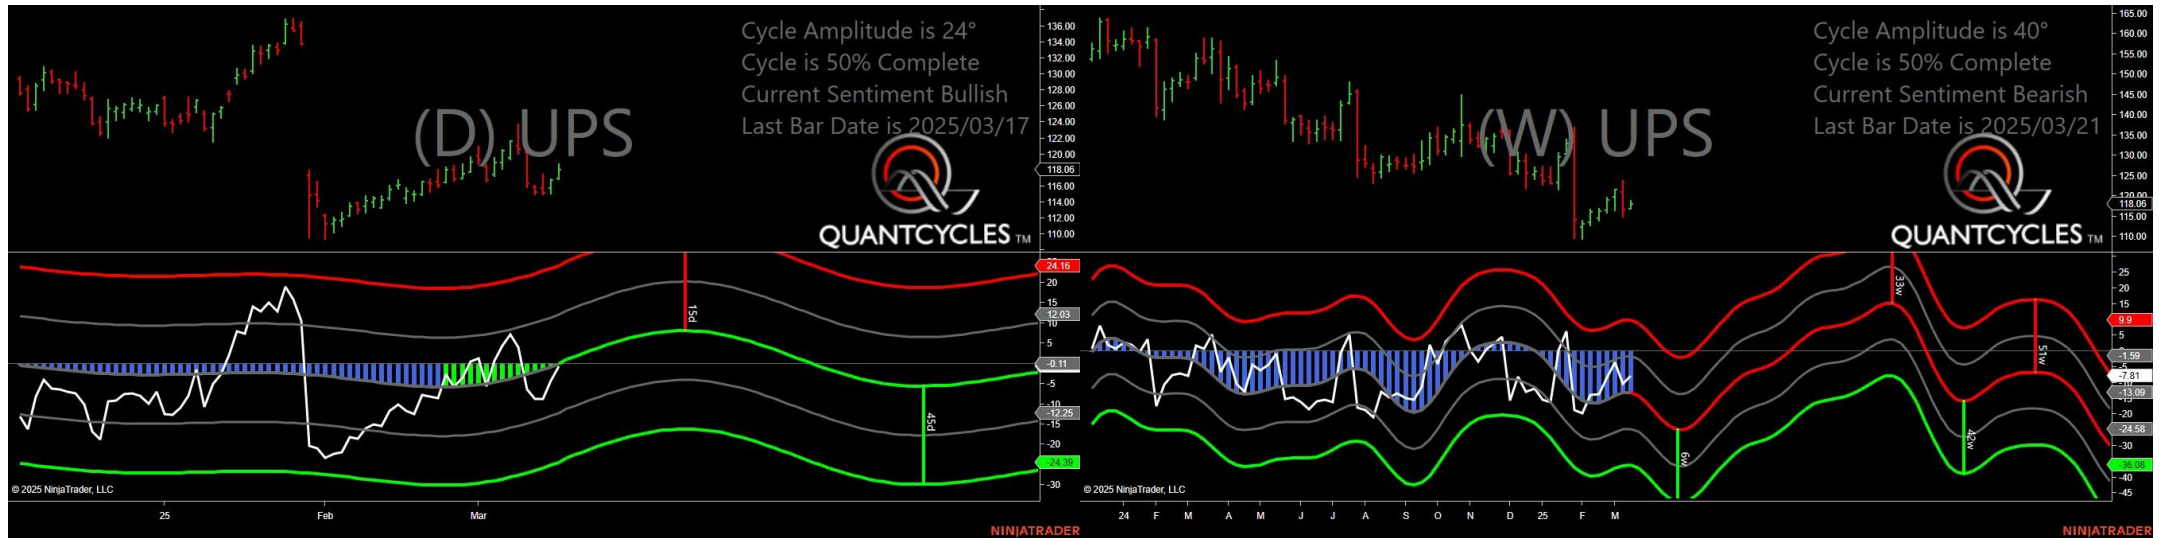 Cycle Amplitude is 24°
Cycle is 50% Complete
Current Sentiment Bullish
Last Bar Date is 2025/03/17
(D) UPS
QUANTCYCLES TM
136.00
134.00
132.00
130.00
128.00
126.00
124.00
122.00
120.00
118.06
116.00
114.00
112.00
110.00
24.16
20
15
12.03
10
5
-0.11
-5
-10
-12.25
-15
-20
-24.39
-30
15d
45d
© 2025 NinjaTrader, LLC
25
Feb
Mar
NINJATRADER
Cycle Amplitude is 40°
Cycle is 50% Complete
Current Sentiment Bearish
Last Bar Date is 2025/03/21
(W) UPS
QUANTCYCLES TM
165.00
160.00
155.00
150.00
145.00
140.00
135.00
130.00
125.00
120.00
118.06
115.00
110.00
25
20
15
9.9
5
-1.59
-5
-7.81
-13.09
-15
-20
-24.58
-30
-36.08
-40
-45
33w
51w
6w
42w
© 2025 NinjaTrader, LLC
24 F M A M J J A S O N D 25 F M
NINJATRADER